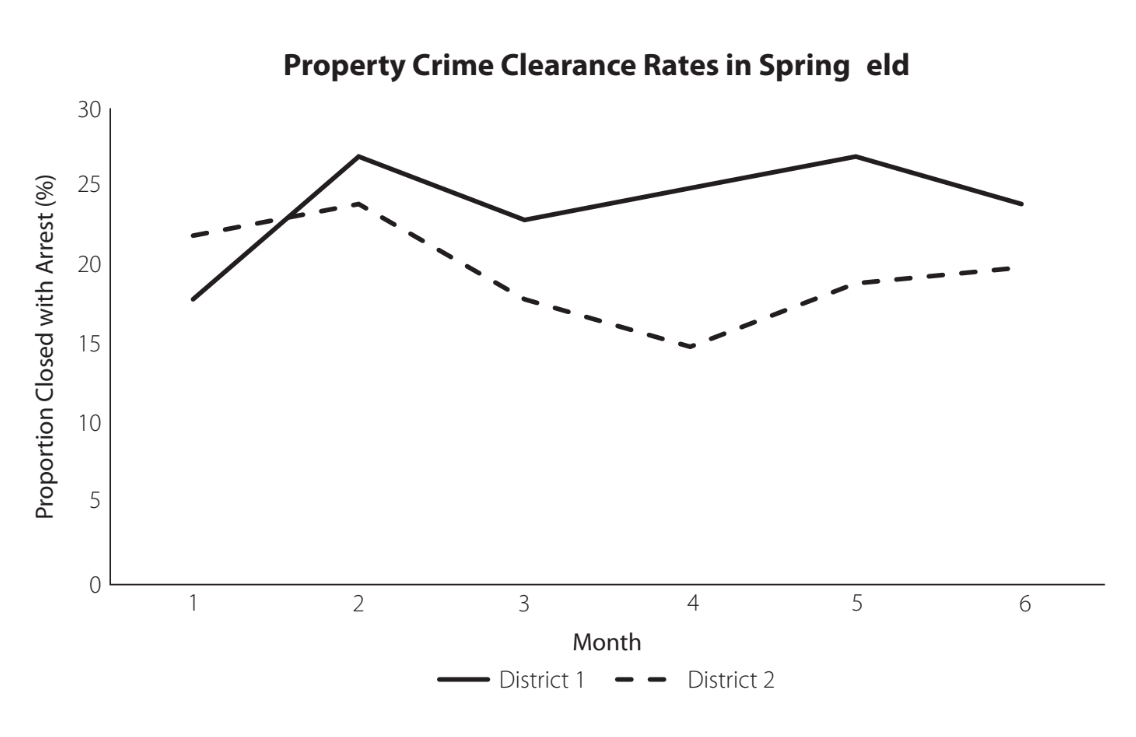 Property Crime Clearance Rates in Spring eld
30
25
20
15
10
5
0
Proportion Closed with Arrest (%)
1 2 3 4 5 6
Month
District 1 District 2